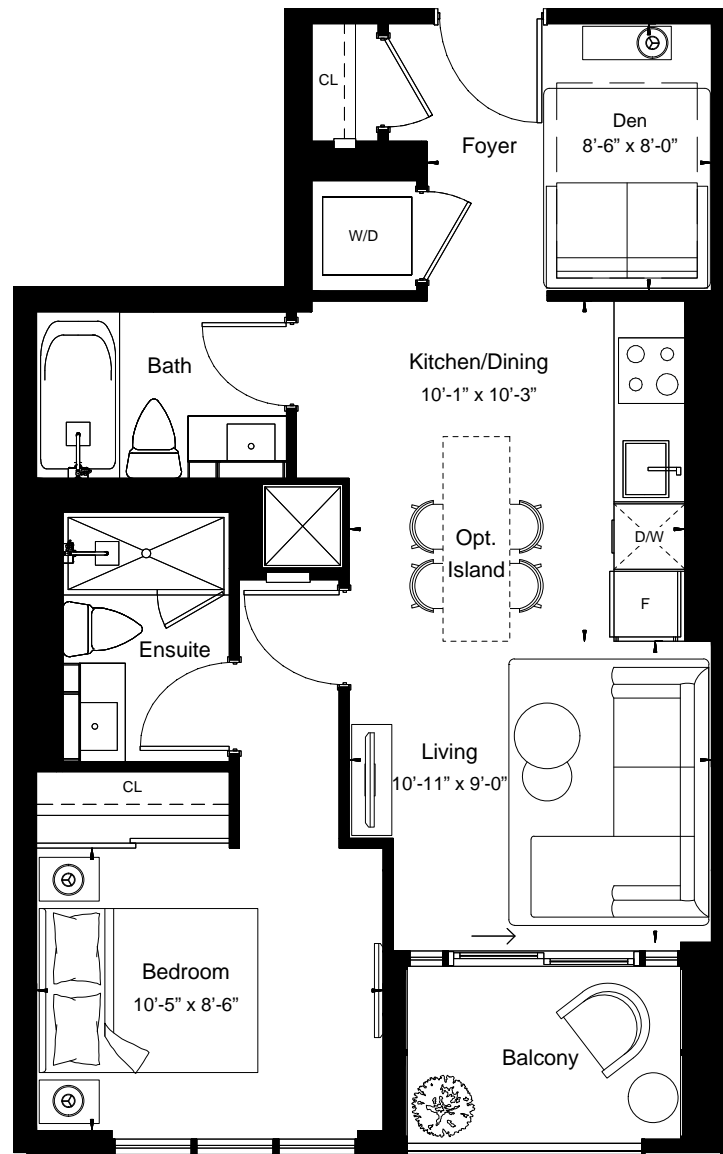 CL
Den
8’-6” x 8’-0”
Foyer
W/D
Bath
Kitchen/Dining
10’-1” x 10’-3”
Opt.
Island
D/W
F
Ensuite
Living
10’-11” x 9’-0”
CL
Bedroom
10’-5” x 8’-6”
Balcony